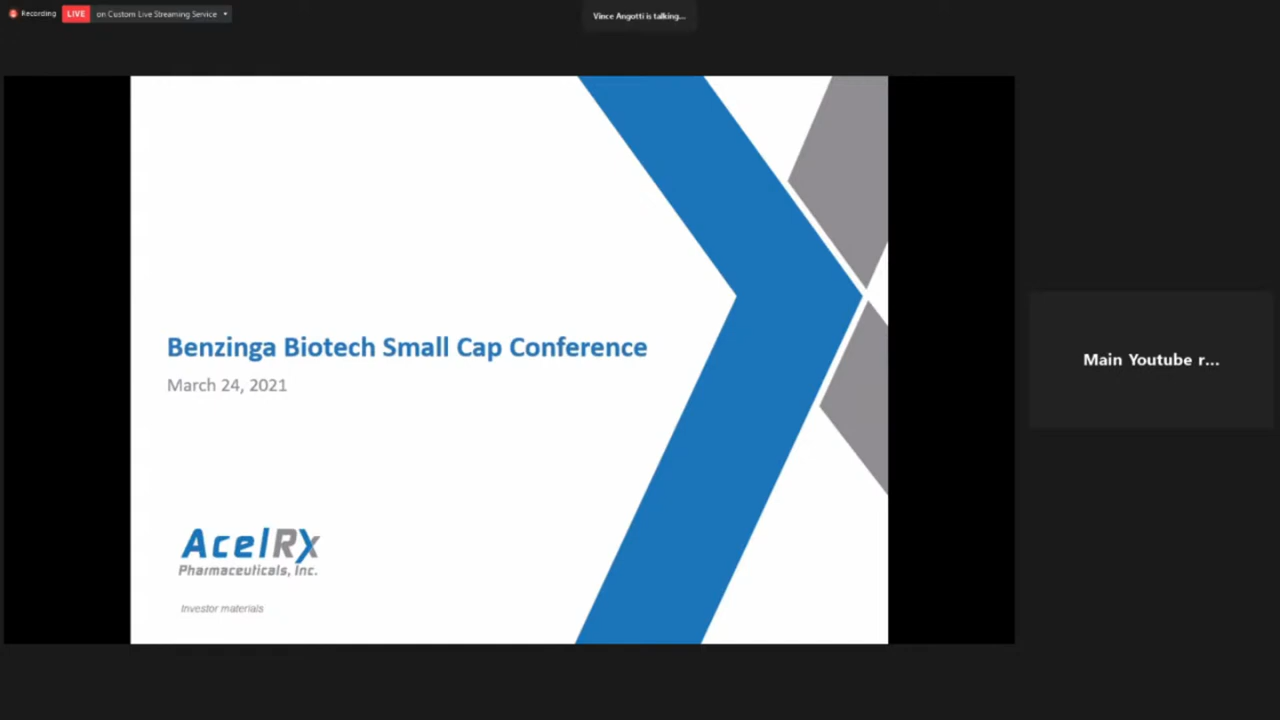 Recording
LIVE
on Custom Live Streaming Service
Vince Angotti is talking...
Benzinga Biotech Small Cap Conference
March 24, 2021
AcelRx
Pharmaceuticals, Inc.
Investor materials
Main Youtube r...